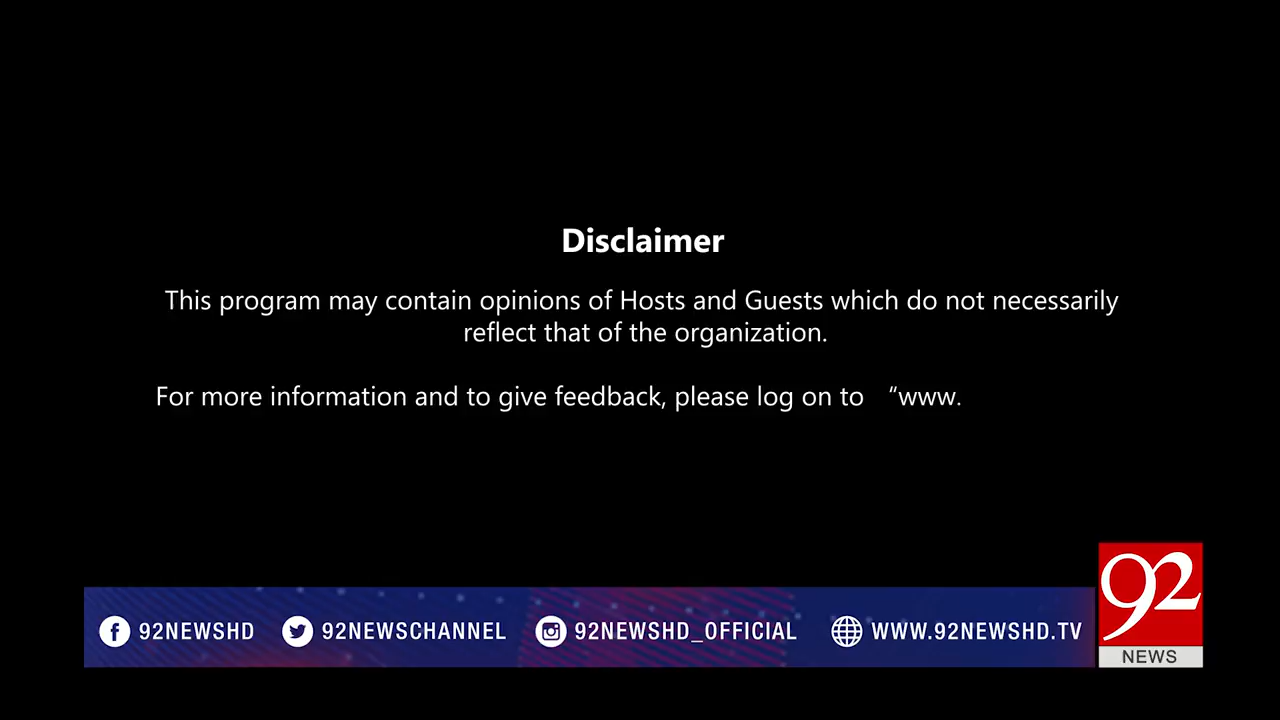 Disclaimer
This program may contain opinions of Hosts and Guests which do not necessarily
reflect that of the organization.
For more information and to give feedback, please log on to “www.
92NEWSHD 92NEWSCHANNEL 92NEWSHD_OFFICIAL WWW.92NEWSHD.TV
92
NEWS